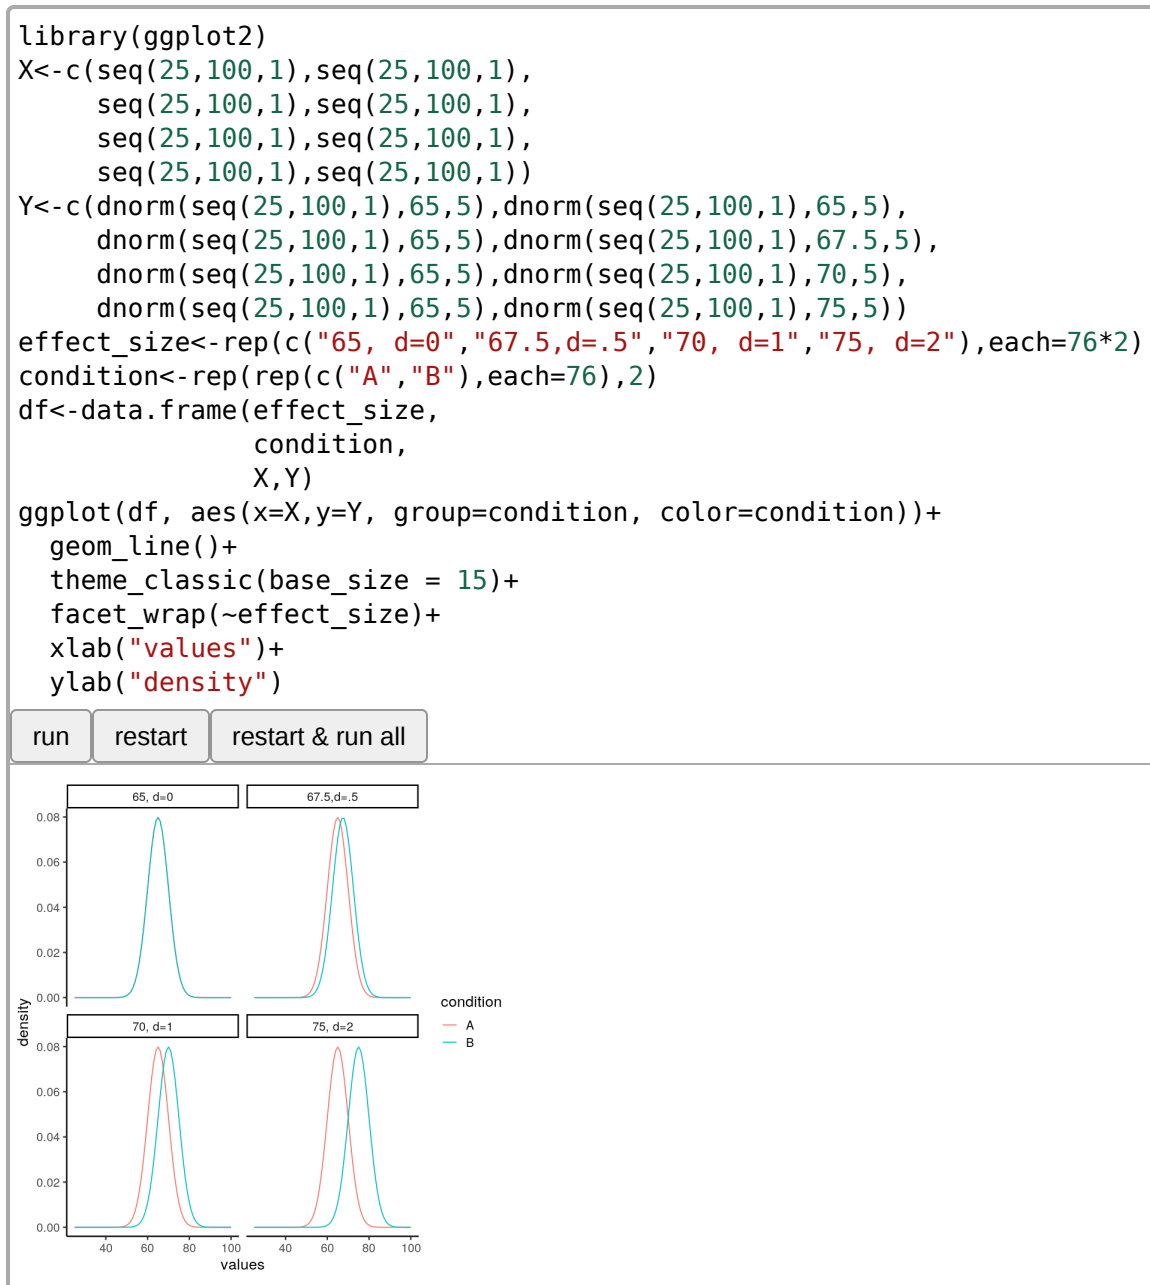 library(ggplot2)
X<-c(seq(25,100,1),seq(25,100,1),
     seq(25,100,1),seq(25,100,1),
     seq(25,100,1),seq(25,100,1),
     seq(25,100,1),seq(25,100,1))
Y<-c(dnorm(seq(25,100,1),65,5),dnorm(seq(25,100,1),65,5),
     dnorm(seq(25,100,1),65,5),dnorm(seq(25,100,1),67.5,5),
     dnorm(seq(25,100,1),65,5),dnorm(seq(25,100,1),70,5),
     dnorm(seq(25,100,1),65,5),dnorm(seq(25,100,1),75,5))
effect_size<-rep(c("65, d=0","67.5,d=.5","70, d=1","75, d=2"),each=76*2)
condition<-rep(rep(c("A","B"),each=76),2)
df<-data.frame(effect_size,
               condition,
               X,Y)
ggplot(df, aes(x=X,y=Y, group=condition, color=condition))+
  geom_line()+
  theme_classic(base_size = 15)+
  facet_wrap(~effect_size)+
  xlab("values")+
  ylab("density")
run restart restart & run all
65, d=0 67.5,d=.5
0.08
0.06
0.04
0.02
0.00
density
condition
A
B
70, d=1 75, d=2
0.08
0.06
0.04
0.02
0.00
40 60 80 100 40 60 80 100
values